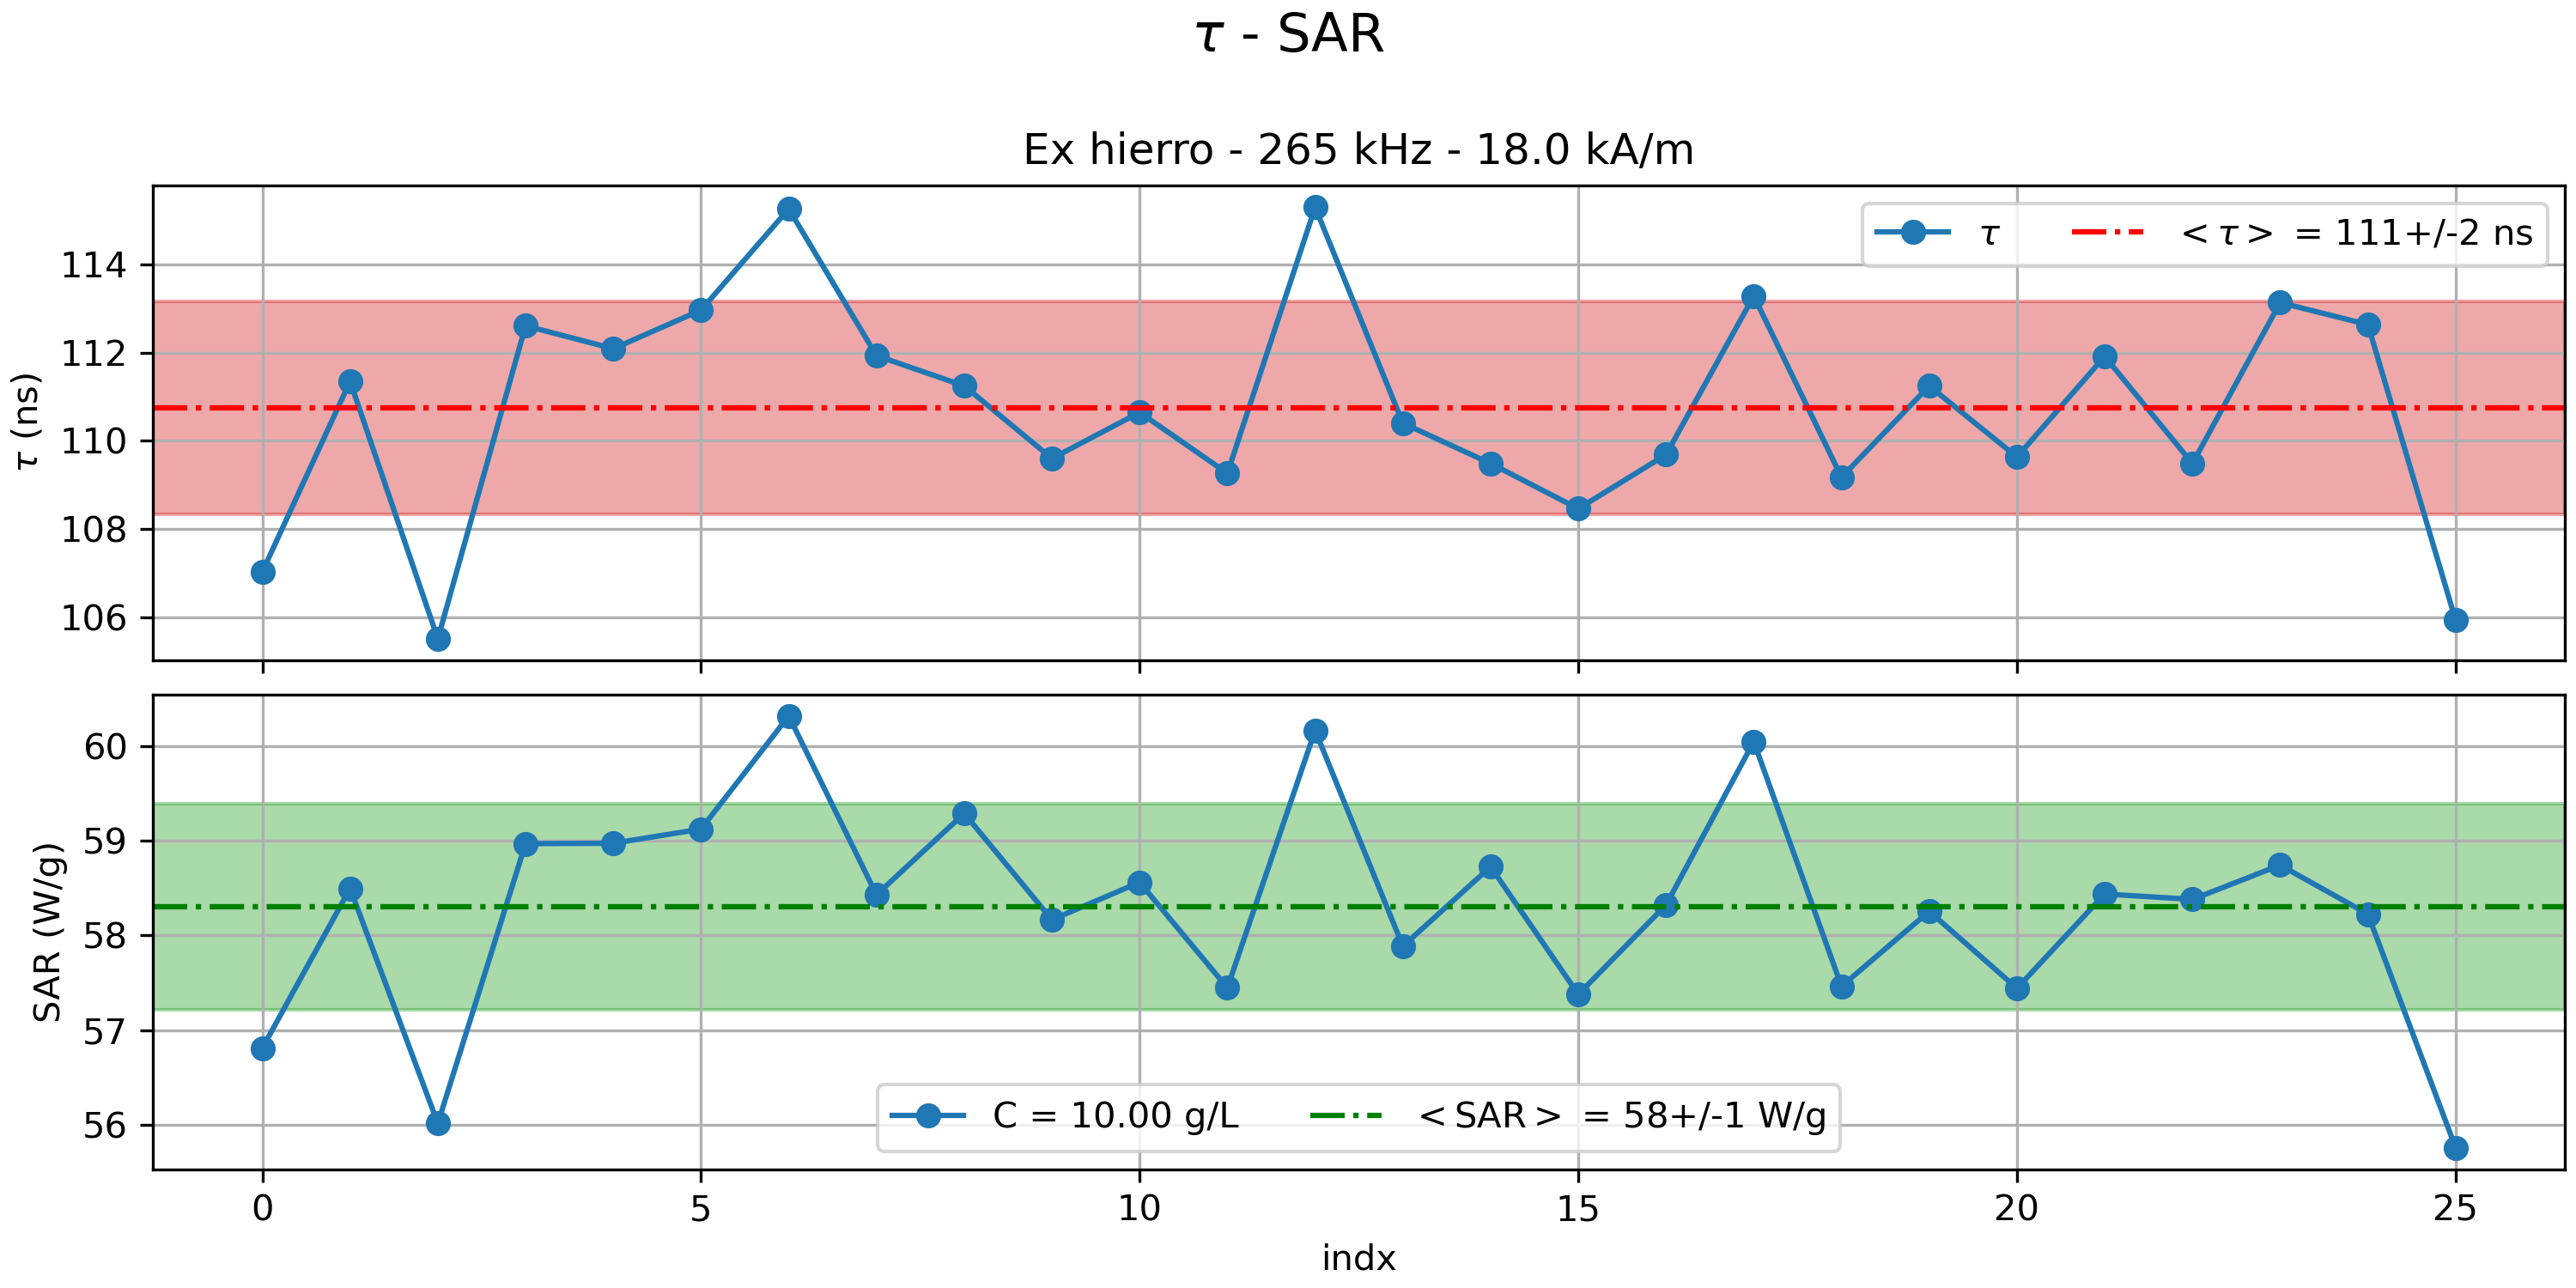 τ - SAR
Ex hierro - 265 kHz - 18.0 kA/m
τ (ns)
114
112
110
108
106
τ
<τ> = 111+/-2 ns
SAR (W/g)
60
59
58
57
56
C = 10.00 g/L
<SAR> = 58+/-1 W/g
0 5 10 15 20 25
indx